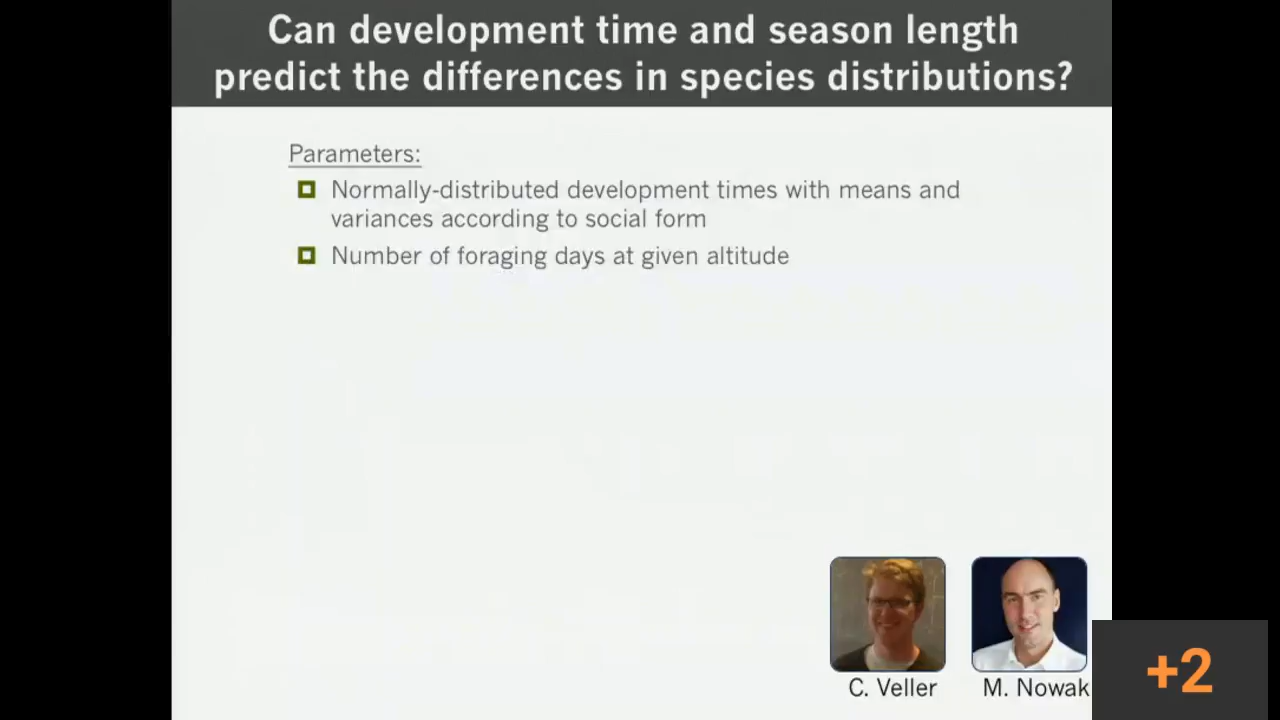 Can development time and season length
predict the differences in species distributions?
Parameters:
Normally-distributed development times with means and
variances according to social form
Number of foraging days at given altitude
C. Veller
M. Nowak
+2